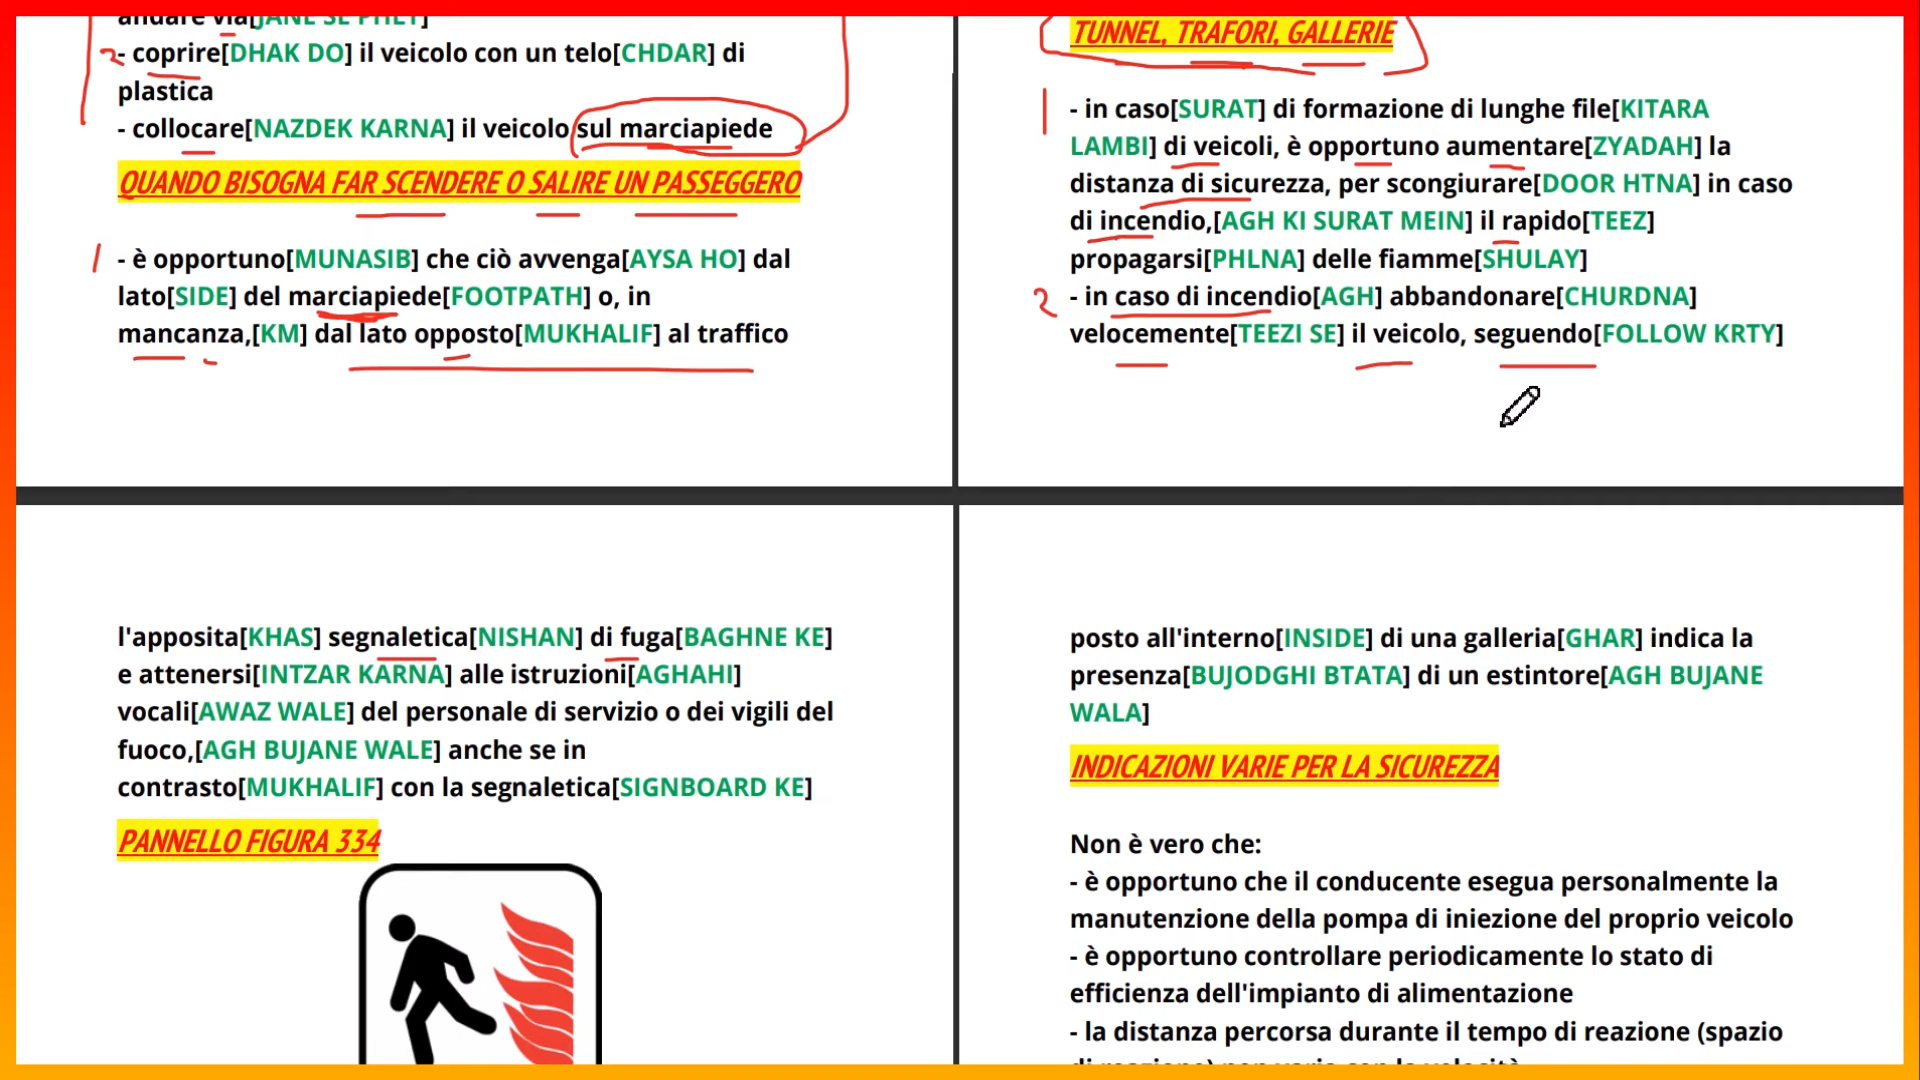 andare via[JANE SE PHET]
- coprire[DHAK DO] il veicolo con un telo[CHDAR] di
plastica
- collocare[NAZDEK KARNA] il veicolo sul marciapiede
QUANDO BISOGNA FAR SCENDERE O SALIRE UN PASSEGGERO
- è opportuno[MUNASIB] che ciò avvenga[AYSA HO] dal
lato[SIDE] del marciapiede[FOOTPATH] o, in
mancanza,[KM] dal lato opposto[MUKHALIF] al traffico
TUNNEL, TRAFORI, GALLERIE
- in caso[SURAT] di formazione di lunghe file[KITARA
LAMBI] di veicoli, è opportuno aumentare[ZYADAH] la
distanza di sicurezza, per scongiurare[DOOR HTNA] in caso
di incendio,[AGH KI SURAT MEIN] il rapido[TEEZ]
propagarsi[PHLNA] delle fiamme[SHULAY]
2 - in caso di incendio[AGH] abbandonare[CHURDNA]
velocemente[TEEZI SE] il veicolo, seguendo[FOLLOW KRTY]
l'apposita[KHAS] segnaletica[NISHAN] di fuga[BAGHNE KE]
e attenersi[INTZAR KARNA] alle istruzioni[AGHAHI]
vocali[AWAZ WALE] del personale di servizio o dei vigili del
fuoco,[AGH BUJANE WALE] anche se in
contrasto[MUKHALIF] con la segnaletica[SIGNBOARD KE]
PANNELLO FIGURA 334
posto all'interno[INSIDE] di una galleria[GHAR] indica la
presenza[BUJODGHI BTATA] di un estintore[AGH BUJANE
WALA]
INDICAZIONI VARIE PER LA SICUREZZA
Non è vero che:
- è opportuno che il conducente esegua personalmente la
manutenzione della pompa di iniezione del proprio veicolo
- è opportuno controllare periodicamente lo stato di
efficienza dell'impianto di alimentazione
- la distanza percorsa durante il tempo di reazione (spazio